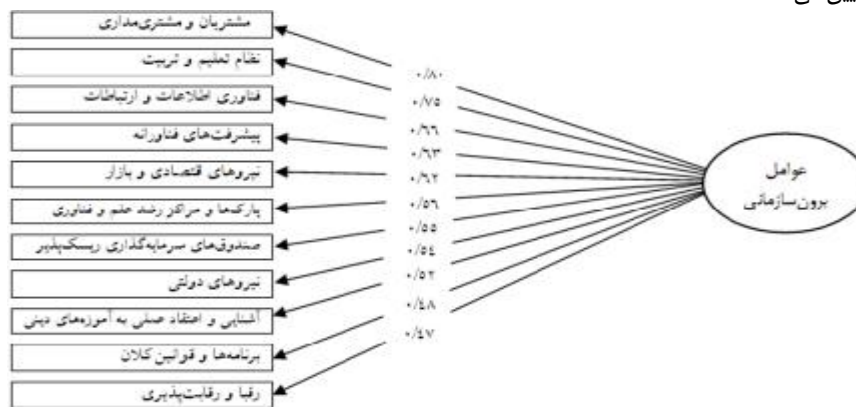 مشتریان و مشتری‌مداری
نظام تعلیم و تربیت
فناوری اطلاعات و ارتباطات
پیشرفت‌های فناورانه
نیروهای اقتصادی و بازار
پارک‌ها و مراکز رشد علم و فناوری
صندوق‌های سرمایه‌گذاری ریسک‌پذیر
نیروهای دولتی
آشنایی و اعتقاد عملی به آموزه‌های دینی
برنامه‌ها و قوانین کلان
رقبا و رقابت‌پذیری
۰/۸۰
۰/۷۵
۰/۶۶
۰/۶۳
۰/۶۲
۰/۵۶
۰/۵۵
۰/۵٤
۰/۵۲
۰/٤۸
۰/٤۷
عوامل
برون‌سازمانی